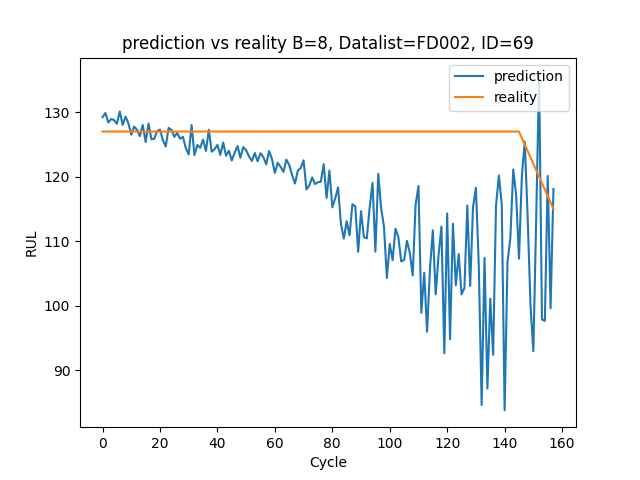 prediction vs reality B=8, Datalist=FD002, ID=69
prediction
reality
130
120
110
100
90
RUL
0 20 40 60 80 100 120 140 160
Cycle